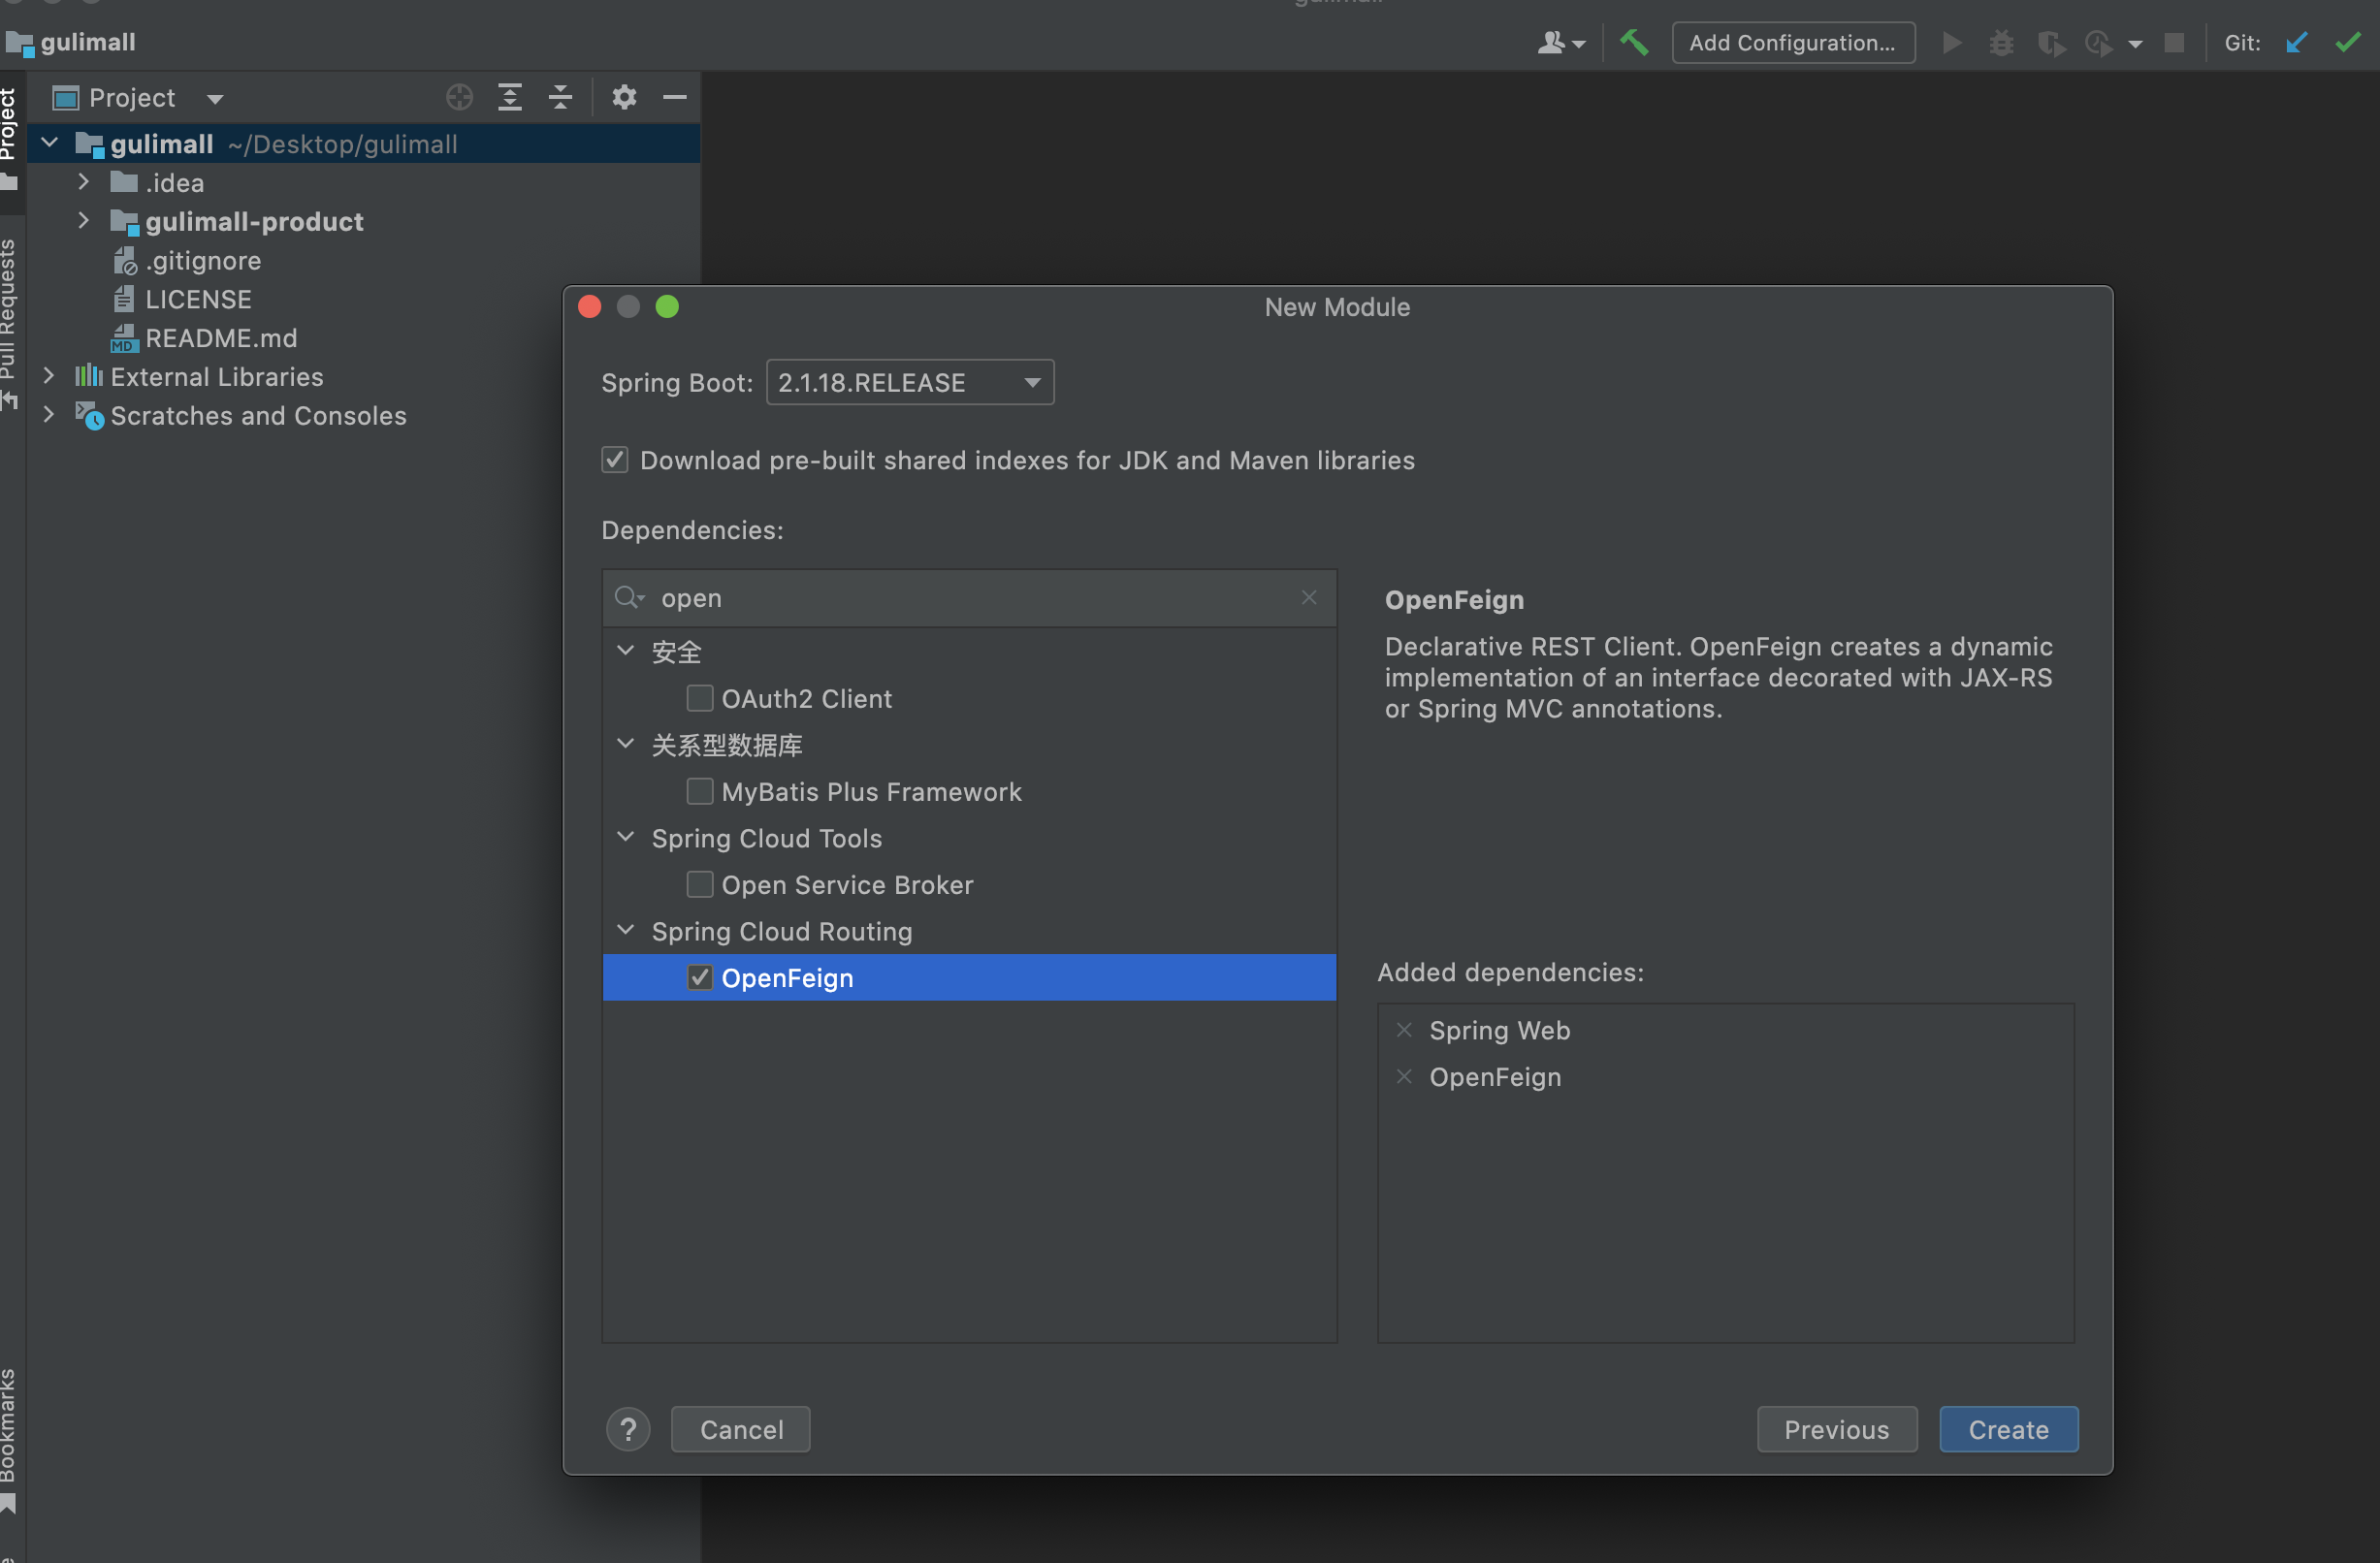 gulimall
Add Configuration...
Git:
Project
gulimall ~/Desktop/gulimall
.idea
gulimall-product
.gitignore
LICENSE
README.md
External Libraries
Scratches and Consoles
Project
Pull Requests
Bookmarks
New Module
Spring Boot: 2.1.18.RELEASE
Download pre-built shared indexes for JDK and Maven libraries
Dependencies:
open
安全
OAuth2 Client
关系型数据库
MyBatis Plus Framework
Spring Cloud Tools
Open Service Broker
Spring Cloud Routing
OpenFeign
OpenFeign
Declarative REST Client. OpenFeign creates a dynamic
implementation of an interface decorated with JAX-RS
or Spring MVC annotations.
Added dependencies:
Spring Web
OpenFeign
?
Cancel
Previous
Create